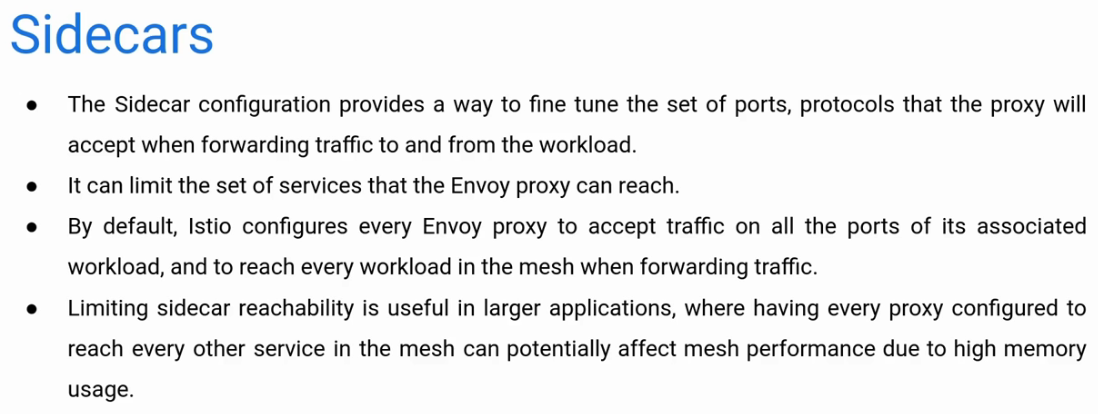 Sidecars
● The Sidecar configuration provides a way to fine tune the set of ports, protocols that the proxy will
accept when forwarding traffic to and from the workload.
● It can limit the set of services that the Envoy proxy can reach.
● By default, Istio configures every Envoy proxy to accept traffic on all the ports of its associated
workload, and to reach every workload in the mesh when forwarding traffic.
● Limiting sidecar reachability is useful in larger applications, where having every proxy configured to
reach every other service in the mesh can potentially affect mesh performance due to high memory
usage.